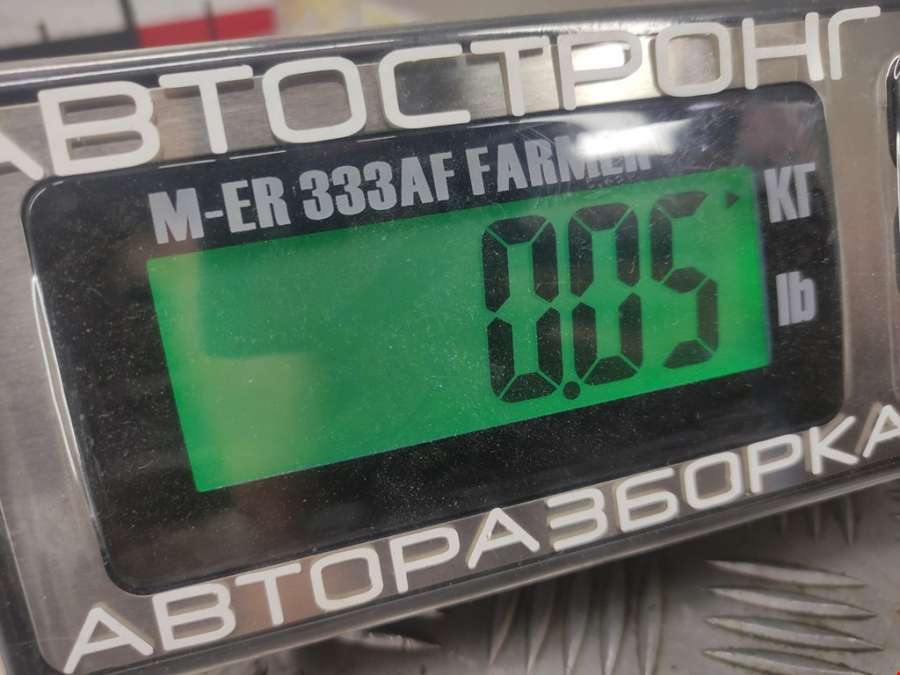 АВТОСТРОНГ
M-ER 333AF FARMER
0.05
КГ
lb
АВТОРАЗБОРКА